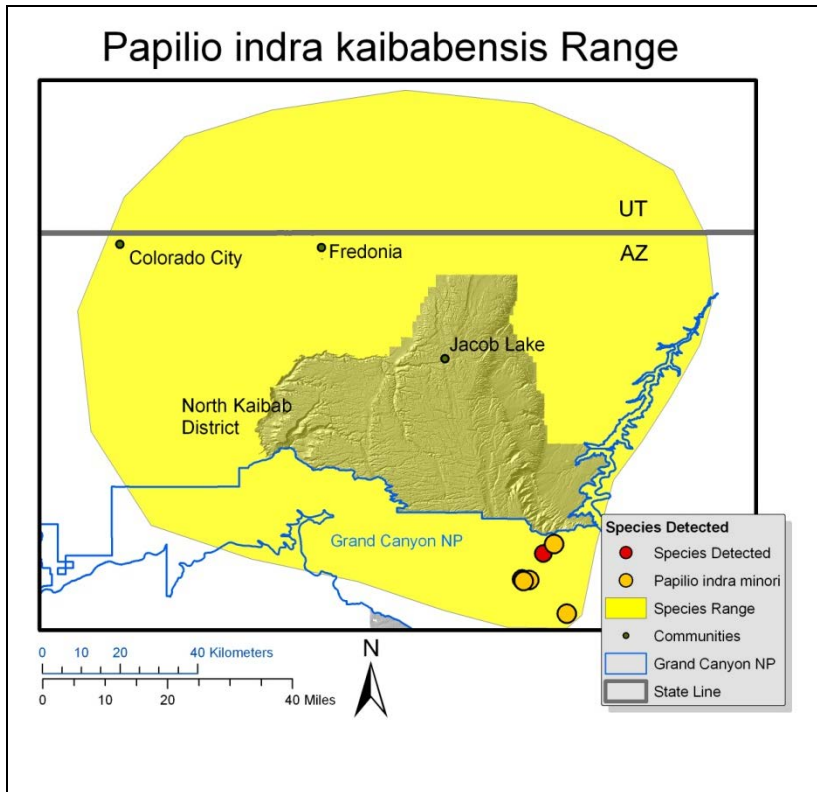 Papilio indra kaibabensis Range
UT
AZ
Colorado City
Fredonia
Jacob Lake
North Kaibab
District
Grand Canyon NP
Species Detected
Species Detected
Papilio indra minori
Species Range
Communities
Grand Canyon NP
State Line
0 10 20 40 Kilometers
0 10 20 40 Miles
N